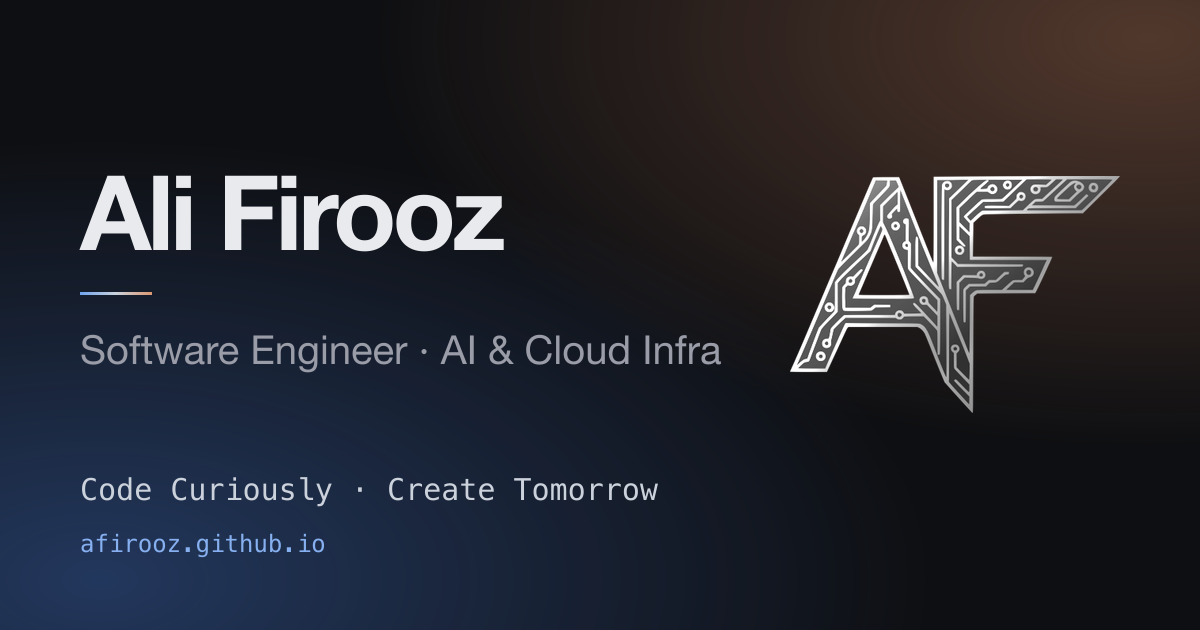 Ali Firooz
Software Engineer · AI & Cloud Infra
AF
Code Curiously · Create Tomorrow
afirooz.github.io